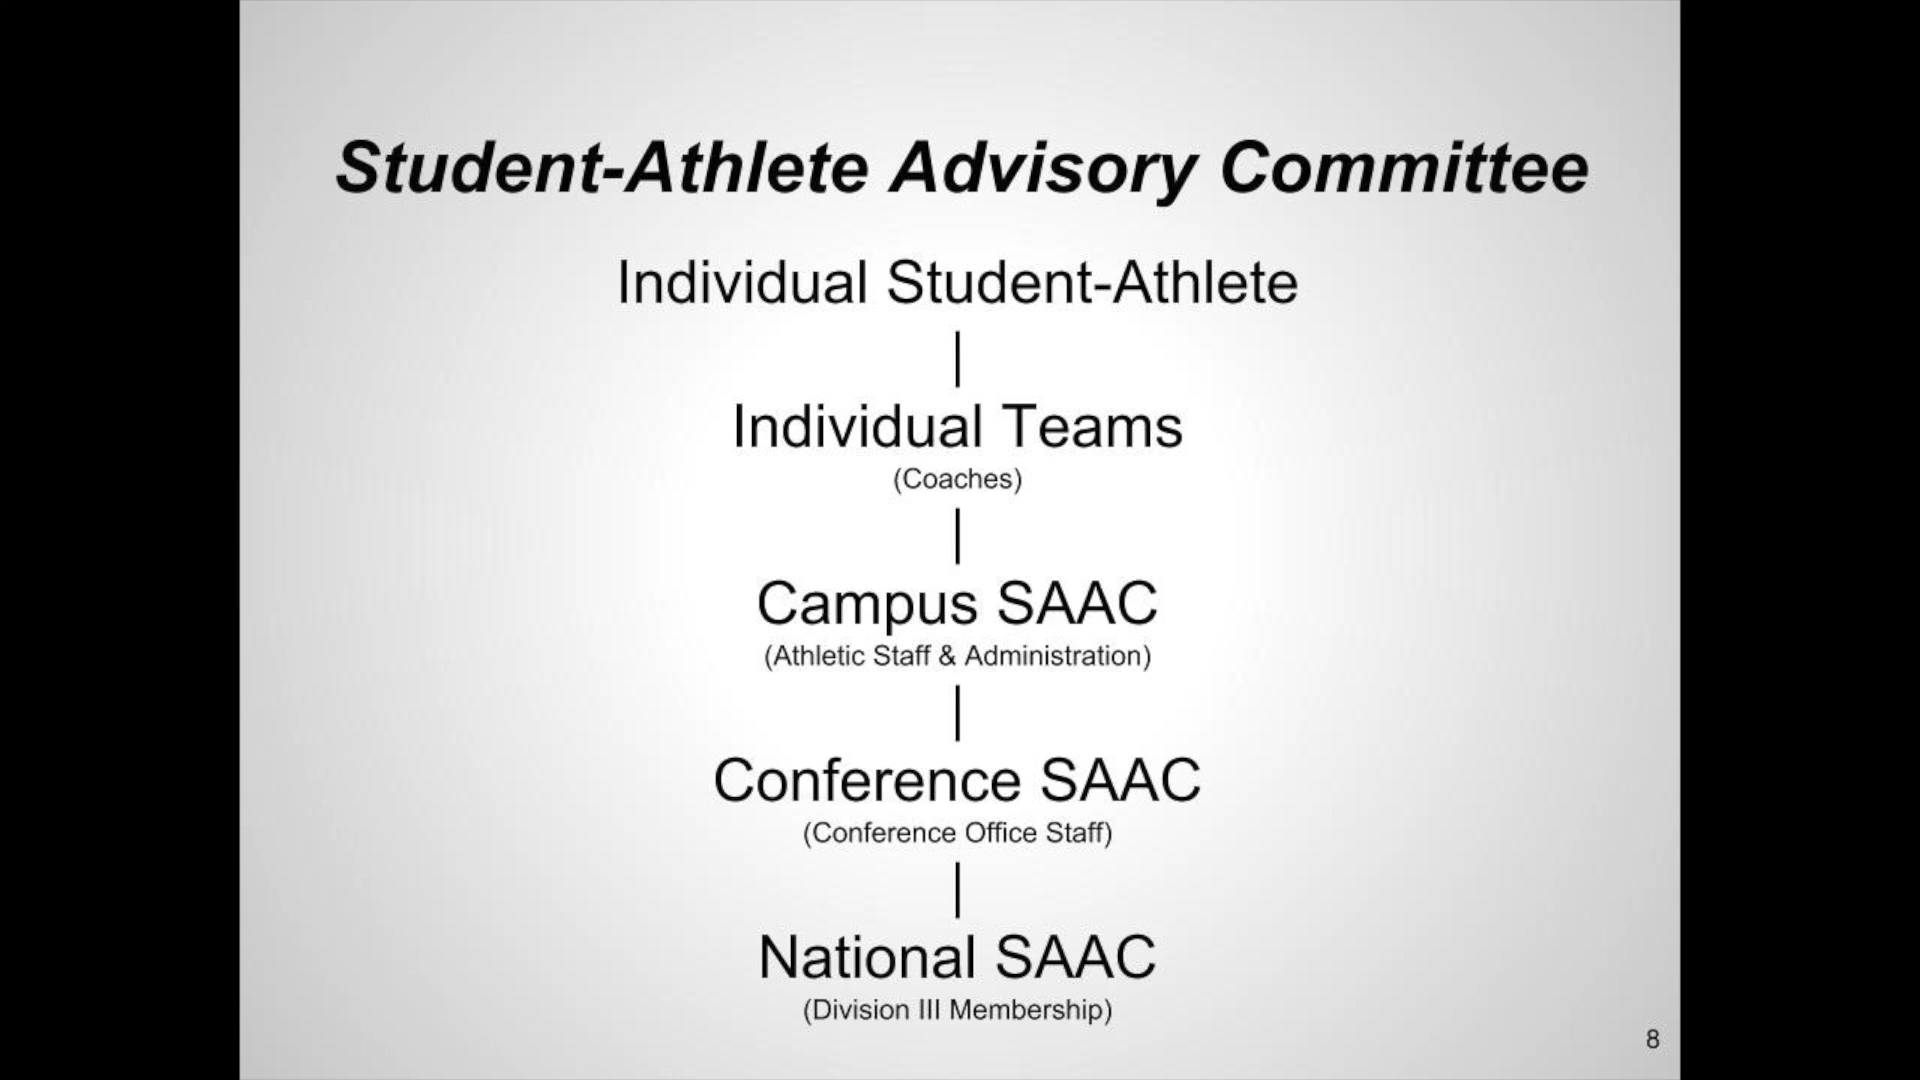 Student-Athlete Advisory Committee
Individual Student-Athlete
Individual Teams
(Coaches)
Campus SAAC
(Athletic Staff & Administration)
Conference SAAC
(Conference Office Staff)
National SAAC
(Division III Membership)
8